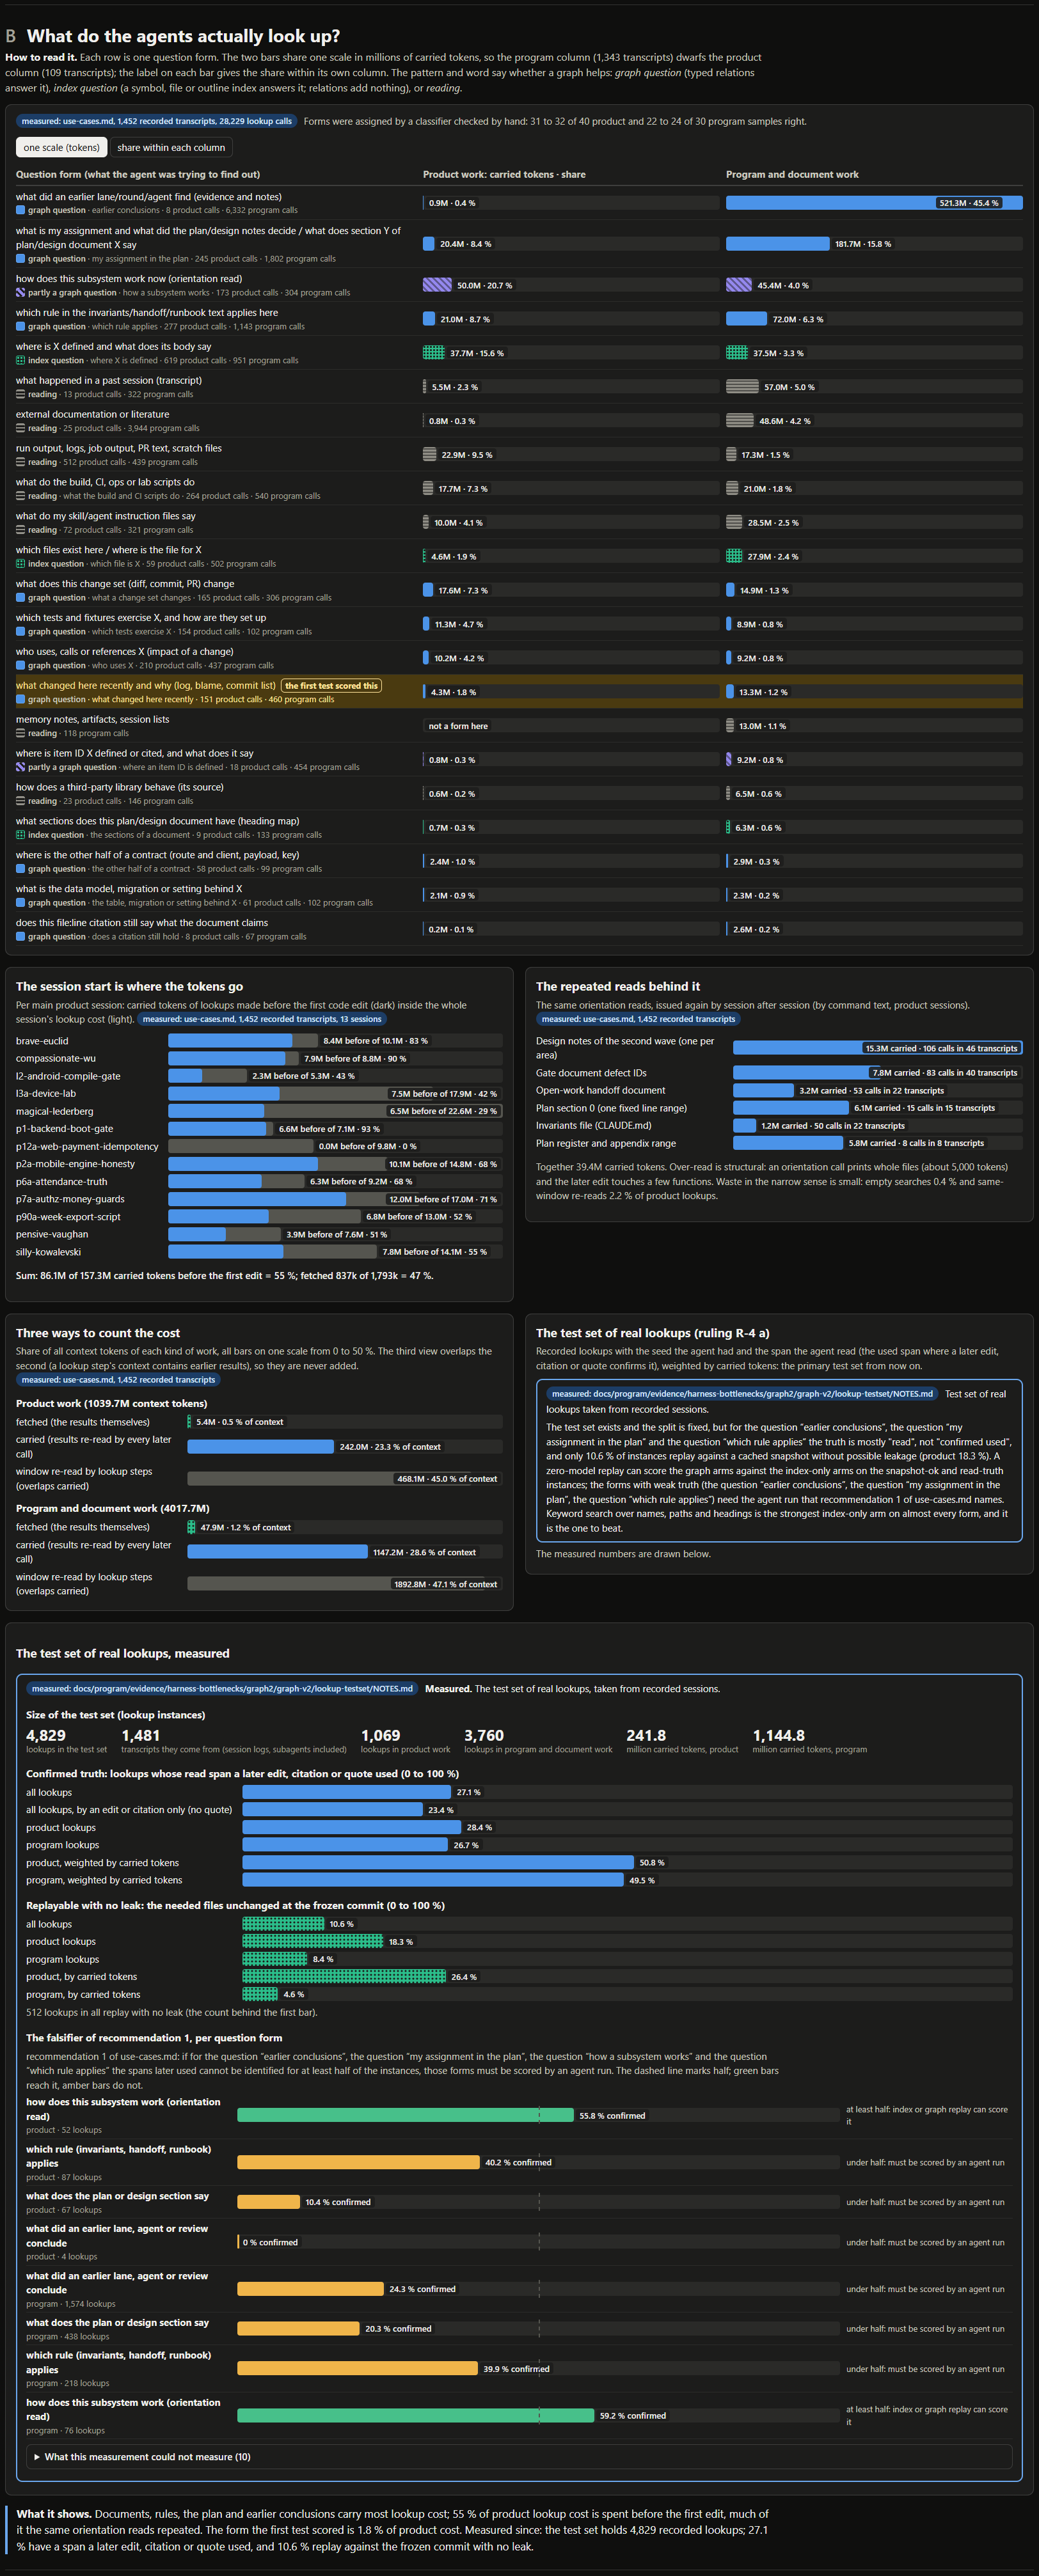 B What do the agents actually look up?
How to read it. Each row is one question form. The two bars share one scale in millions of carried tokens, so the program column (1,343 transcripts) dwarfs the product
column (109 transcripts); the label on each bar gives the share within its own column. The pattern and word say whether a graph helps: graph question (typed relations
answer it), index question (a symbol, file or outline index answers it; relations add nothing), or reading.
measured: use-cases.md, 1,452 recorded transcripts, 28,229 lookup calls Forms were assigned by a classifier checked by hand: 31 to 32 of 40 product and 22 to 24 of 30 program samples right.
one scale (tokens) share within each column
Question form (what the agent was trying to find out) Product work: carried tokens · share Program and document work
what did an earlier lane/round/agent find (evidence and notes)
graph question · earlier conclusions · 8 product calls · 6,332 program calls
0.9M · 0.4 % 521.3M · 45.4 %
what is my assignment and what did the plan/design notes decide / what does section Y of
plan/design document X say
graph question · my assignment in the plan · 245 product calls · 1,802 program calls
20.4M · 8.4 % 181.7M · 15.8 %
how does this subsystem work now (orientation read)
partly a graph question · how a subsystem works · 173 product calls · 304 program calls
50.0M · 20.7 % 45.4M · 4.0 %
which rule in the invariants/handoff/runbook text applies here
graph question · which rule applies · 277 product calls · 1,143 program calls
21.0M · 8.7 % 72.0M · 6.3 %
where is X defined and what does its body say
index question · where X is defined · 619 product calls · 951 program calls
37.7M · 15.6 % 37.5M · 3.3 %
what happened in a past session (transcript)
reading · 13 product calls · 322 program calls
5.5M · 2.3 % 57.0M · 5.0 %
external documentation or literature
reading · 25 product calls · 3,944 program calls
0.8M · 0.3 % 48.6M · 4.2 %
run output, logs, job output, PR text, scratch files
reading · 512 product calls · 439 program calls
22.9M · 9.5 % 17.3M · 1.5 %
what do the build, CI, ops or lab scripts do
reading · what the build and CI scripts do · 264 product calls · 540 program calls
17.7M · 7.3 % 21.0M · 1.8 %
what do my skill/agent instruction files say
reading · 72 product calls · 321 program calls
10.0M · 4.1 % 28.5M · 2.5 %
which files exist here / where is the file for X
index question · which file is X · 59 product calls · 502 program calls
4.6M · 1.9 % 27.9M · 2.4 %
what does this change set (diff, commit, PR) change
graph question · what a change set changes · 165 product calls · 306 program calls
17.6M · 7.3 % 14.9M · 1.3 %
which tests and fixtures exercise X, and how are they set up
graph question · which tests exercise X · 154 product calls · 102 program calls
11.3M · 4.7 % 8.9M · 0.8 %
who uses, calls or references X (impact of a change)
graph question · who uses X · 210 product calls · 437 program calls
10.2M · 4.2 % 9.2M · 0.8 %
what changed here recently and why (log, blame, commit list) the first test scored this
graph question · what changed here recently · 151 product calls · 460 program calls
4.3M · 1.8 % 13.3M · 1.2 %
memory notes, artifacts, session lists
reading · 118 program calls
not a form here 13.0M · 1.1 %
where is item ID X defined or cited, and what does it say
partly a graph question · where an item ID is defined · 18 product calls · 454 program calls
0.8M · 0.3 % 9.2M · 0.8 %
how does a third-party library behave (its source)
reading · 23 product calls · 146 program calls
0.6M · 0.2 % 6.5M · 0.6 %
what sections does this plan/design document have (heading map)
index question · the sections of a document · 9 product calls · 133 program calls
0.7M · 0.3 % 6.3M · 0.6 %
where is the other half of a contract (route and client, payload, key)
graph question · the other half of a contract · 58 product calls · 99 program calls
2.4M · 1.0 % 2.9M · 0.3 %
what is the data model, migration or setting behind X
graph question · the table, migration or setting behind X · 61 product calls · 102 program calls
2.1M · 0.9 % 2.3M · 0.2 %
does this file:line citation still say what the document claims
graph question · does a citation still hold · 8 product calls · 67 program calls
0.2M · 0.1 % 2.6M · 0.2 %
The session start is where the tokens go
Per main product session: carried tokens of lookups made before the first code edit (dark) inside the whole
session's lookup cost (light). measured: use-cases.md, 1,452 recorded transcripts, 13 sessions
brave-euclid 8.4M before of 10.1M · 83 %
compassionate-wu 7.9M before of 8.8M · 90 %
l2-android-compile-gate 2.3M before of 5.3M · 43 %
l3a-device-lab 7.5M before of 17.9M · 42 %
magical-lederberg 6.5M before of 22.6M · 29 %
p1-backend-boot-gate 6.6M before of 7.1M · 93 %
p12a-web-payment-idempotency 0.0M before of 9.8M · 0 %
p2a-mobile-engine-honesty 10.1M before of 14.8M · 68 %
p6a-attendance-truth 6.3M before of 9.2M · 68 %
p7a-authz-money-guards 12.0M before of 17.0M · 71 %
p90a-week-export-script 6.8M before of 13.0M · 52 %
pensive-vaughan 3.9M before of 7.6M · 51 %
silly-kowalevski 7.8M before of 14.1M · 55 %
Sum: 86.1M of 157.3M carried tokens before the first edit = 55 %; fetched 837k of 1,793k = 47 %.
The repeated reads behind it
The same orientation reads, issued again by session after session (by command text, product sessions).
measured: use-cases.md, 1,452 recorded transcripts
Design notes of the second wave (one per
area)
15.3M carried · 106 calls in 46 transcripts
Gate document defect IDs 7.8M carried · 83 calls in 40 transcripts
Open-work handoff document 3.2M carried · 53 calls in 22 transcripts
Plan section 0 (one fixed line range) 6.1M carried · 15 calls in 15 transcripts
Invariants file (CLAUDE.md) 1.2M carried · 50 calls in 22 transcripts
Plan register and appendix range 5.8M carried · 8 calls in 8 transcripts
Together 39.4M carried tokens. Over-read is structural: an orientation call prints whole files (about 5,000 tokens)
and the later edit touches a few functions. Waste in the narrow sense is small: empty searches 0.4 % and same-
window re-reads 2.2 % of product lookups.
Three ways to count the cost
Share of all context tokens of each kind of work, all bars on one scale from 0 to 50 %. The third view overlaps the
second (a lookup step's context contains earlier results), so they are never added.
measured: use-cases.md, 1,452 recorded transcripts
Product work (1039.7M context tokens)
fetched (the results themselves) 5.4M · 0.5 % of context
carried (results re-read by every later
call)
242.0M · 23.3 % of context
window re-read by lookup steps
(overlaps carried)
468.1M · 45.0 % of context
Program and document work (4017.7M)
fetched (the results themselves) 47.9M · 1.2 % of context
carried (results re-read by every later
call)
1147.2M · 28.6 % of context
window re-read by lookup steps
(overlaps carried)
1892.8M · 47.1 % of context
The test set of real lookups (ruling R-4 a)
Recorded lookups with the seed the agent had and the span the agent read (the used span where a later edit,
citation or quote confirms it), weighted by carried tokens: the primary test set from now on.
measured: docs/program/evidence/harness-bottlenecks/graph2/graph-v2/lookup-testset/NOTES.md Test set of real
lookups taken from recorded sessions.
The test set exists and the split is fixed, but for the question "earlier conclusions", the question "my
assignment in the plan" and the question "which rule applies" the truth is mostly "read", not "confirmed used",
and only 10.6 % of instances replay against a cached snapshot without possible leakage (product 18.3 %). A
zero-model replay can score the graph arms against the index-only arms on the snapshot-ok and read-truth
instances; the forms with weak truth (the question "earlier conclusions", the question "my assignment in the
plan", the question "which rule applies") need the agent run that recommendation 1 of use-cases.md names.
Keyword search over names, paths and headings is the strongest index-only arm on almost every form, and it
is the one to beat.
The measured numbers are drawn below.
The test set of real lookups, measured
measured: docs/program/evidence/harness-bottlenecks/graph2/graph-v2/lookup-testset/NOTES.md Measured. The test set of real lookups, taken from recorded sessions.
Size of the test set (lookup instances)
4,829 1,481 1,069 3,760 241.8 1,144.8
lookups in the test set transcripts they come from (session logs, subagents included) lookups in product work lookups in program and document work million carried tokens, product million carried tokens, program
Confirmed truth: lookups whose read span a later edit, citation or quote used (0 to 100 %)
all lookups 27.1 %
all lookups, by an edit or citation only (no quote) 23.4 %
product lookups 28.4 %
program lookups 26.7 %
product, weighted by carried tokens 50.8 %
program, weighted by carried tokens 49.5 %
Replayable with no leak: the needed files unchanged at the frozen commit (0 to 100 %)
all lookups 10.6 %
product lookups 18.3 %
program lookups 8.4 %
product, by carried tokens 26.4 %
program, by carried tokens 4.6 %
512 lookups in all replay with no leak (the count behind the first bar).
The falsifier of recommendation 1, per question form
recommendation 1 of use-cases.md: if for the question "earlier conclusions", the question "my assignment in the plan", the question "how a subsystem works" and the question
"which rule applies" the spans later used cannot be identified for at least half of the instances, those forms must be scored by an agent run. The dashed line marks half; green bars
reach it, amber bars do not.
how does this subsystem work (orientation
read)
product · 52 lookups
55.8 % confirmed
at least half: index or graph replay can score
it
which rule (invariants, handoff, runbook)
applies
product · 87 lookups
40.2 % confirmed
under half: must be scored by an agent run
what does the plan or design section say
product · 67 lookups
10.4 % confirmed
under half: must be scored by an agent run
what did an earlier lane, agent or review
conclude
product · 4 lookups
0 % confirmed
under half: must be scored by an agent run
what did an earlier lane, agent or review
conclude
program · 1,574 lookups
24.3 % confirmed
under half: must be scored by an agent run
what does the plan or design section say
program · 438 lookups
20.3 % confirmed
under half: must be scored by an agent run
which rule (invariants, handoff, runbook)
applies
program · 218 lookups
39.9 % confirmed
under half: must be scored by an agent run
how does this subsystem work (orientation
read)
program · 76 lookups
59.2 % confirmed
at least half: index or graph replay can score
it
What this measurement could not measure (10)
What it shows. Documents, rules, the plan and earlier conclusions carry most lookup cost; 55 % of product lookup cost is spent before the first edit, much of
it the same orientation reads repeated. The form the first test scored is 1.8 % of product cost. Measured since: the test set holds 4,829 recorded lookups; 27.1
% have a span a later edit, citation or quote used, and 10.6 % replay against the frozen commit with no leak.